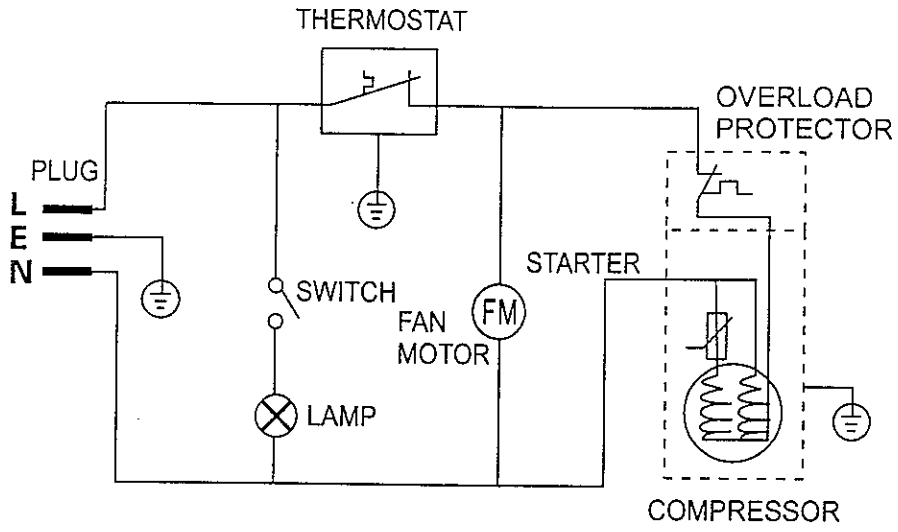 THERMOSTAT
OVERLOAD
PROTECTOR
PLUG
L
E
N
STARTER
SWITCH
FAN
MOTOR
FM
LAMP
COMPRESSOR